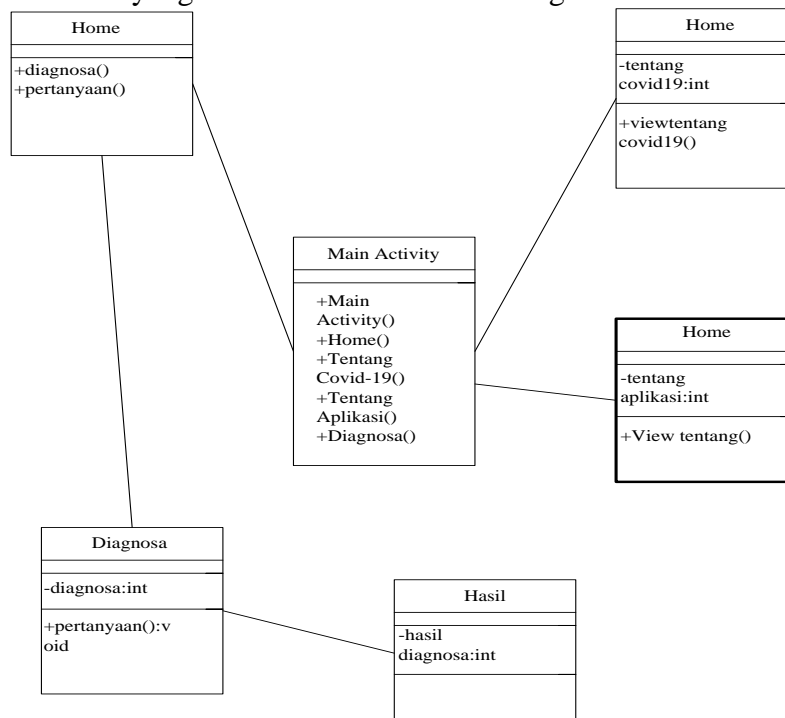 Home
+diagnosa()
+pertanyaan()
Home
-tentang
covid19:int
+viewtentang
covid19()
Main Activity
+Main
Activity()
+Home()
+Tentang
Covid-19()
+Tentang
Aplikasi()
+Diagnosa()
Home
-tentang
aplikasi:int
+View tentang()
Diagnosa
-diagnosa:int
+pertanyaan():v
oid
Hasil
-hasil
diagnosa:int